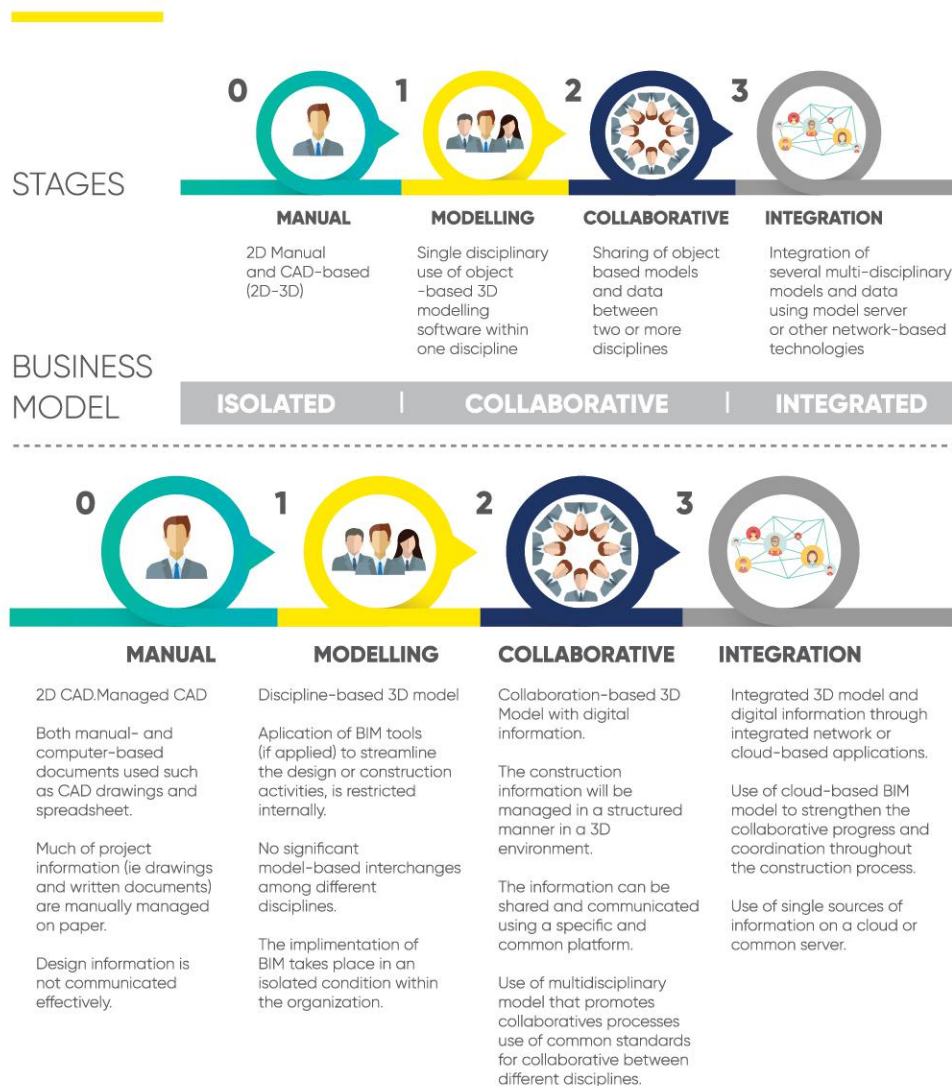 STAGES
0
1
2
3
MANUAL
2D Manual
and CAD-based
(2D-3D)
MODELLING
Single disciplinary
use of object
-based 3D
modelling
software within
one discipline
COLLABORATIVE
Sharing of object
based models
and data
between
two or more
disciplines
INTEGRATION
Integration of
several multi-disciplinary
models and data
using model server
or other network-based
technologies
BUSINESS
MODEL
ISOLATED | COLLABORATIVE | INTEGRATED
0
1
2
3
MANUAL
2D CAD.Managed CAD
Both manual- and
computer-based
documents used such
as CAD drawings and
spreadsheet.
Much of project
information (ie drawings
and written documents)
are manually managed
on paper.
Design information is
not communicated
effectively.
MODELLING
Discipline-based 3D model
Aplication of BIM tools
(if applied) to streamline
the design or construction
activities, is restricted
internally.
No significant
model-based interchanges
among different
disciplines.
The implimentation of
BIM takes place in an
isolated condition within
the organization.
COLLABORATIVE
Collaboration-based 3D
Model with digital
information.
The construction
information will be
managed in a structured
manner in a 3D
environment.
The information can be
shared and communicated
using a specific and
common platform.
Use of multidisciplinary
model that promotes
collaboratives processes
use of common standards
for collaborative between
different disciplines.
INTEGRATION
Integrated 3D model and
digital information through
integrated network or
cloud-based applications.
Use of cloud-based BIM
model to strengthen the
collaborative progress and
coordination throughout
the construction process.
Use of single sources of
information on a cloud or
common server.